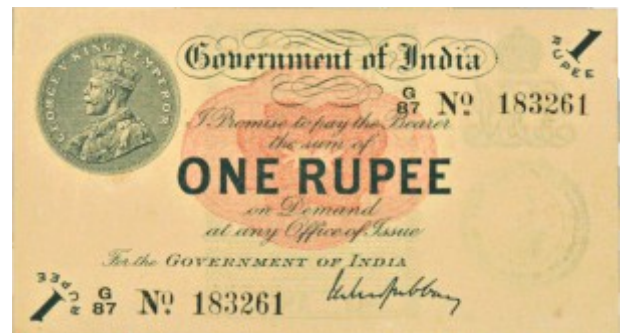 GEORGE V KING EMPEROR
Government of India
1 RUPEE
G 87 Nº 183261
I Promise to pay the Bearer
the sum of
ONE RUPEE
on Demand
at any Office of Issue
For the GOVERNMENT OF INDIA
1 RUPEE
G 87 Nº 183261